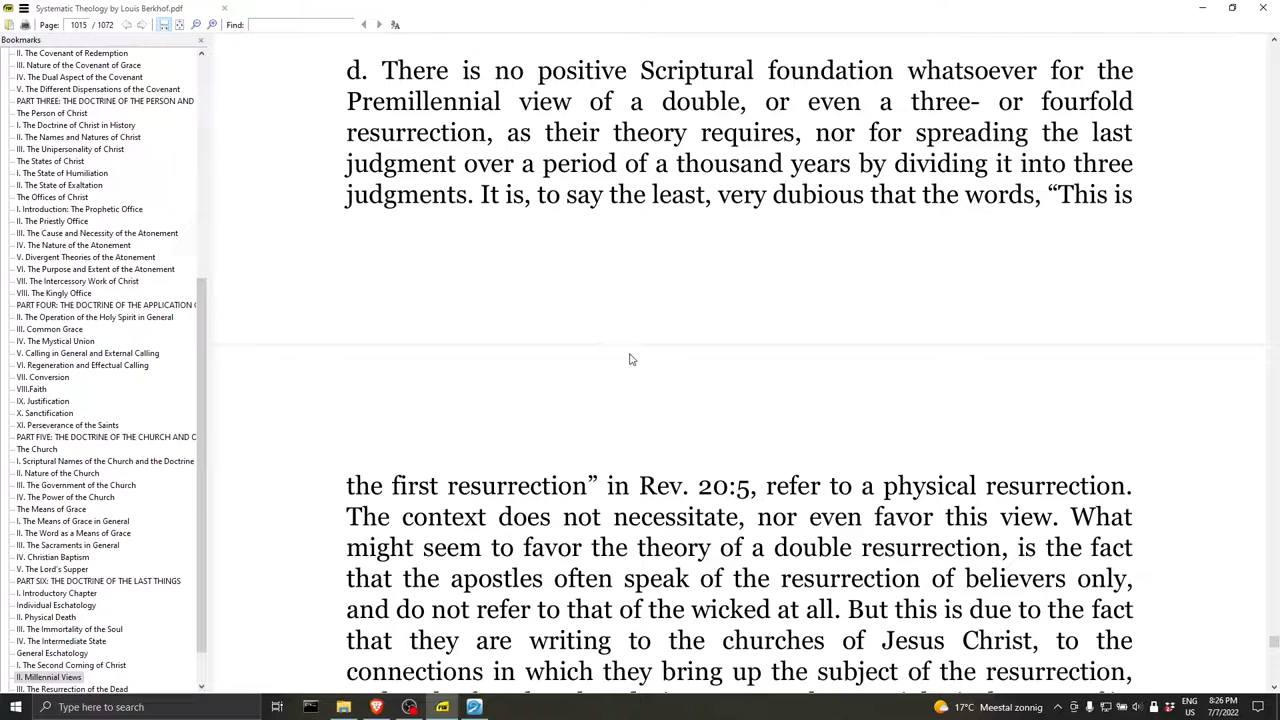 Systematic Theology by Louis Berkhof.pdf
Page: 1015 / 1072
Find:
Bookmarks
II. The Covenant of Redemption
III. Nature of the Covenant of Grace
IV. The Dual Aspect of the Covenant
V. The Different Dispensations of the Covenant
PART THREE: THE DOCTRINE OF THE PERSON AND
The Person of Christ
I. The Doctrine of Christ in History
II. The Names and Natures of Christ
III. The Unipersonality of Christ
The States of Christ
I. The State of Humiliation
II. The State of Exaltation
The Offices of Christ
I. Introduction: The Prophetic Office
II. The Priestly Office
III. The Cause and Necessity of the Atonement
IV. The Nature of the Atonement
V. Divergent Theories of the Atonement
VI. The Purpose and Extent of the Atonement
VII. The Intercessory Work of Christ
VIII. The Kingly Office
PART FOUR: THE DOCTRINE OF THE APPLICATION
II. The Operation of the Holy Spirit in General
III. Common Grace
IV. The Mystical Union
V. Calling in General and External Calling
VI. Regeneration and Effectual Calling
VII. Conversion
VIII.Faith
IX. Justification
X. Sanctification
XI. Perseverance of the Saints
PART FIVE: THE DOCTRINE OF THE CHURCH AND
The Church
I. Scriptural Names of the Church and the Doctrine
II. Nature of the Church
III. The Government of the Church
IV. The Power of the Church
The Means of Grace
I. The Means of Grace in General
II. The Word as a Means of Grace
III. The Sacraments in General
IV. Christian Baptism
V. The Lord's Supper
PART SIX: THE DOCTRINE OF THE LAST THINGS
I. Introductory Chapter
Individual Eschatology
II. Physical Death
III. The Immortality of the Soul
IV. The Intermediate State
General Eschatology
I. The Second Coming of Christ
II. Millennial Views
III. The Resurrection of the Dead
d. There is no positive Scriptural foundation whatsoever for the
Premillennial view of a double, or even a three- or fourfold
resurrection, as their theory requires, nor for spreading the last
judgment over a period of a thousand years by dividing it into three
judgments. It is, to say the least, very dubious that the words, “This is
the first resurrection” in Rev. 20:5, refer to a physical resurrection.
The context does not necessitate, nor even favor this view. What
might seem to favor the theory of a double resurrection, is the fact
that the apostles often speak of the resurrection of believers only,
and do not refer to that of the wicked at all. But this is due to the fact
that they are writing to the churches of Jesus Christ, to the
connections in which they bring up the subject of the resurrection,
Type here to search
17°C Meestal zonnig
ENG
US
8:26 PM
7/7/2022